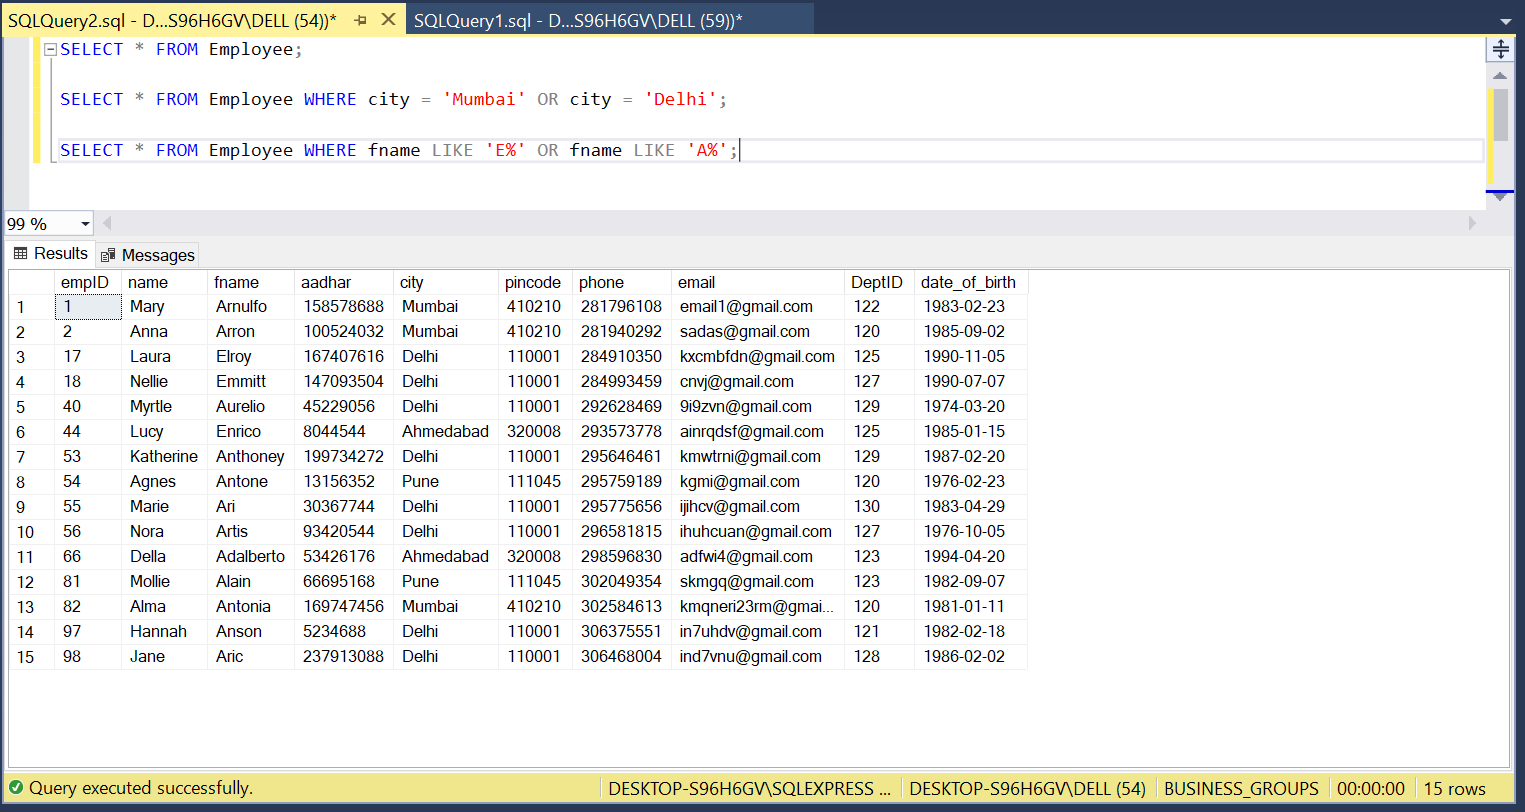 SQLQuery2.sql - D...S96H6GV\DELL (54))* SQLQuery1.sql - D...S96H6GV\DELL (59))*
SELECT * FROM Employee;
SELECT * FROM Employee WHERE city = 'Mumbai' OR city = 'Delhi';
SELECT * FROM Employee WHERE fname LIKE 'E%' OR fname LIKE 'A%';
99 %
Results Messages
empID name fname aadhar city pincode phone email DeptID date_of_birth
1 1 Mary Arnulfo 158578688 Mumbai 410210 281796108 email1@gmail.com 122 1983-02-23
2 2 Anna Arron 100524032 Mumbai 410210 281940292 sadas@gmail.com 120 1985-09-02
3 17 Laura Elroy 167407616 Delhi 110001 284910350 kxcmbfdn@gmail.com 125 1990-11-05
4 18 Nellie Emmitt 147093504 Delhi 110001 284993459 cnvj@gmail.com 127 1990-07-07
5 40 Myrtle Aurelio 45229056 Delhi 110001 292628469 9i9zvn@gmail.com 129 1974-03-20
6 44 Lucy Enrico 8044544 Ahmedabad 320008 293573778 ainrqdsf@gmail.com 125 1985-01-15
7 53 Katherine Anthoney 199734272 Delhi 110001 295646461 kmwtrni@gmail.com 129 1987-02-20
8 54 Agnes Antone 13156352 Pune 111045 295759189 kgmi@gmail.com 120 1976-02-23
9 55 Marie Ari 30367744 Delhi 110001 295775656 ijihcv@gmail.com 130 1983-04-29
10 56 Nora Artis 93420544 Delhi 110001 296581815 ihuhcuan@gmail.com 127 1976-10-05
11 66 Della Adalberto 53426176 Ahmedabad 320008 298596830 adfwi4@gmail.com 123 1994-04-20
12 81 Mollie Alain 66695168 Pune 111045 302049354 skmgq@gmail.com 123 1982-09-07
13 82 Alma Antonia 169747456 Mumbai 410210 302584613 kmqneri23rm@gmai... 120 1981-01-11
14 97 Hannah Anson 5234688 Delhi 110001 306375551 in7uhdv@gmail.com 121 1982-02-18
15 98 Jane Aric 237913088 Delhi 110001 306468004 ind7vnu@gmail.com 128 1986-02-02
Query executed successfully. DESKTOP-S96H6GV\SQLEXPRESS ... DESKTOP-S96H6GV\DELL (54) BUSINESS_GROUPS 00:00:00 15 rows